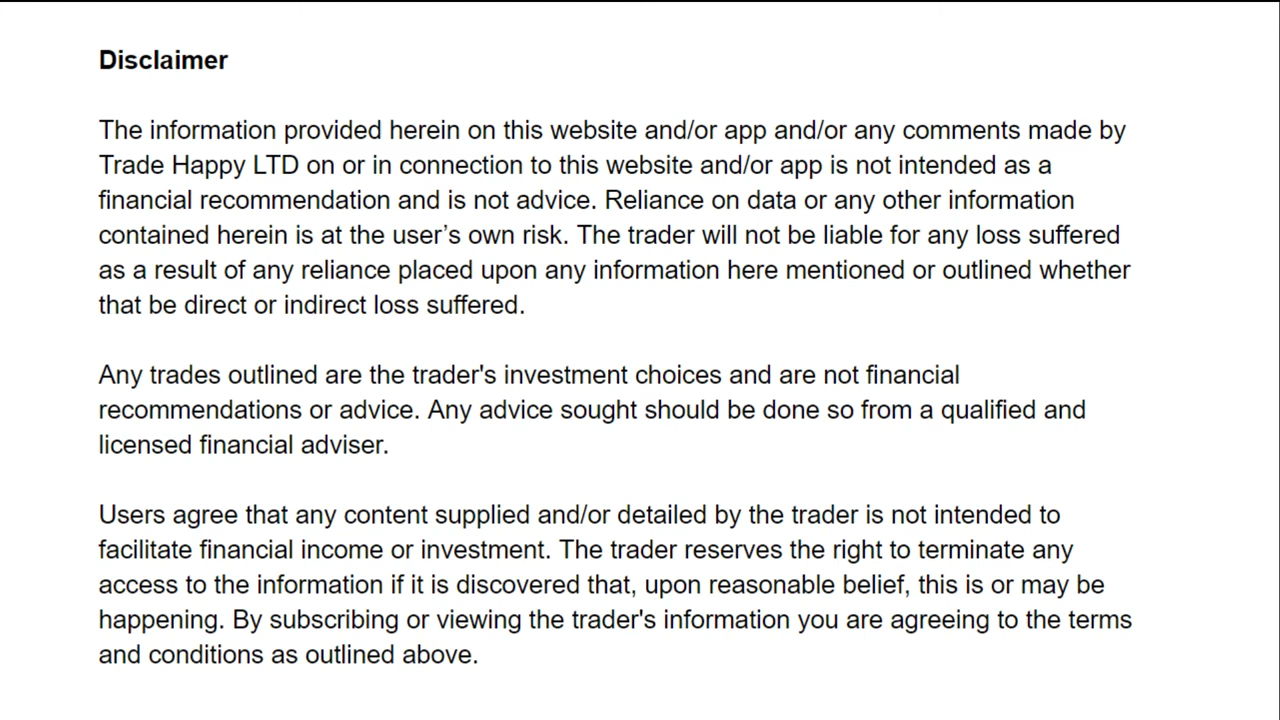 Disclaimer
The information provided herein on this website and/or app and/or any comments made by
Trade Happy LTD on or in connection to this website and/or app is not intended as a
financial recommendation and is not advice. Reliance on data or any other information
contained herein is at the user’s own risk. The trader will not be liable for any loss suffered
as a result of any reliance placed upon any information here mentioned or outlined whether
that be direct or indirect loss suffered.
Any trades outlined are the trader's investment choices and are not financial
recommendations or advice. Any advice sought should be done so from a qualified and
licensed financial adviser.
Users agree that any content supplied and/or detailed by the trader is not intended to
facilitate financial income or investment. The trader reserves the right to terminate any
access to the information if it is discovered that, upon reasonable belief, this is or may be
happening. By subscribing or viewing the trader's information you are agreeing to the terms
and conditions as outlined above.